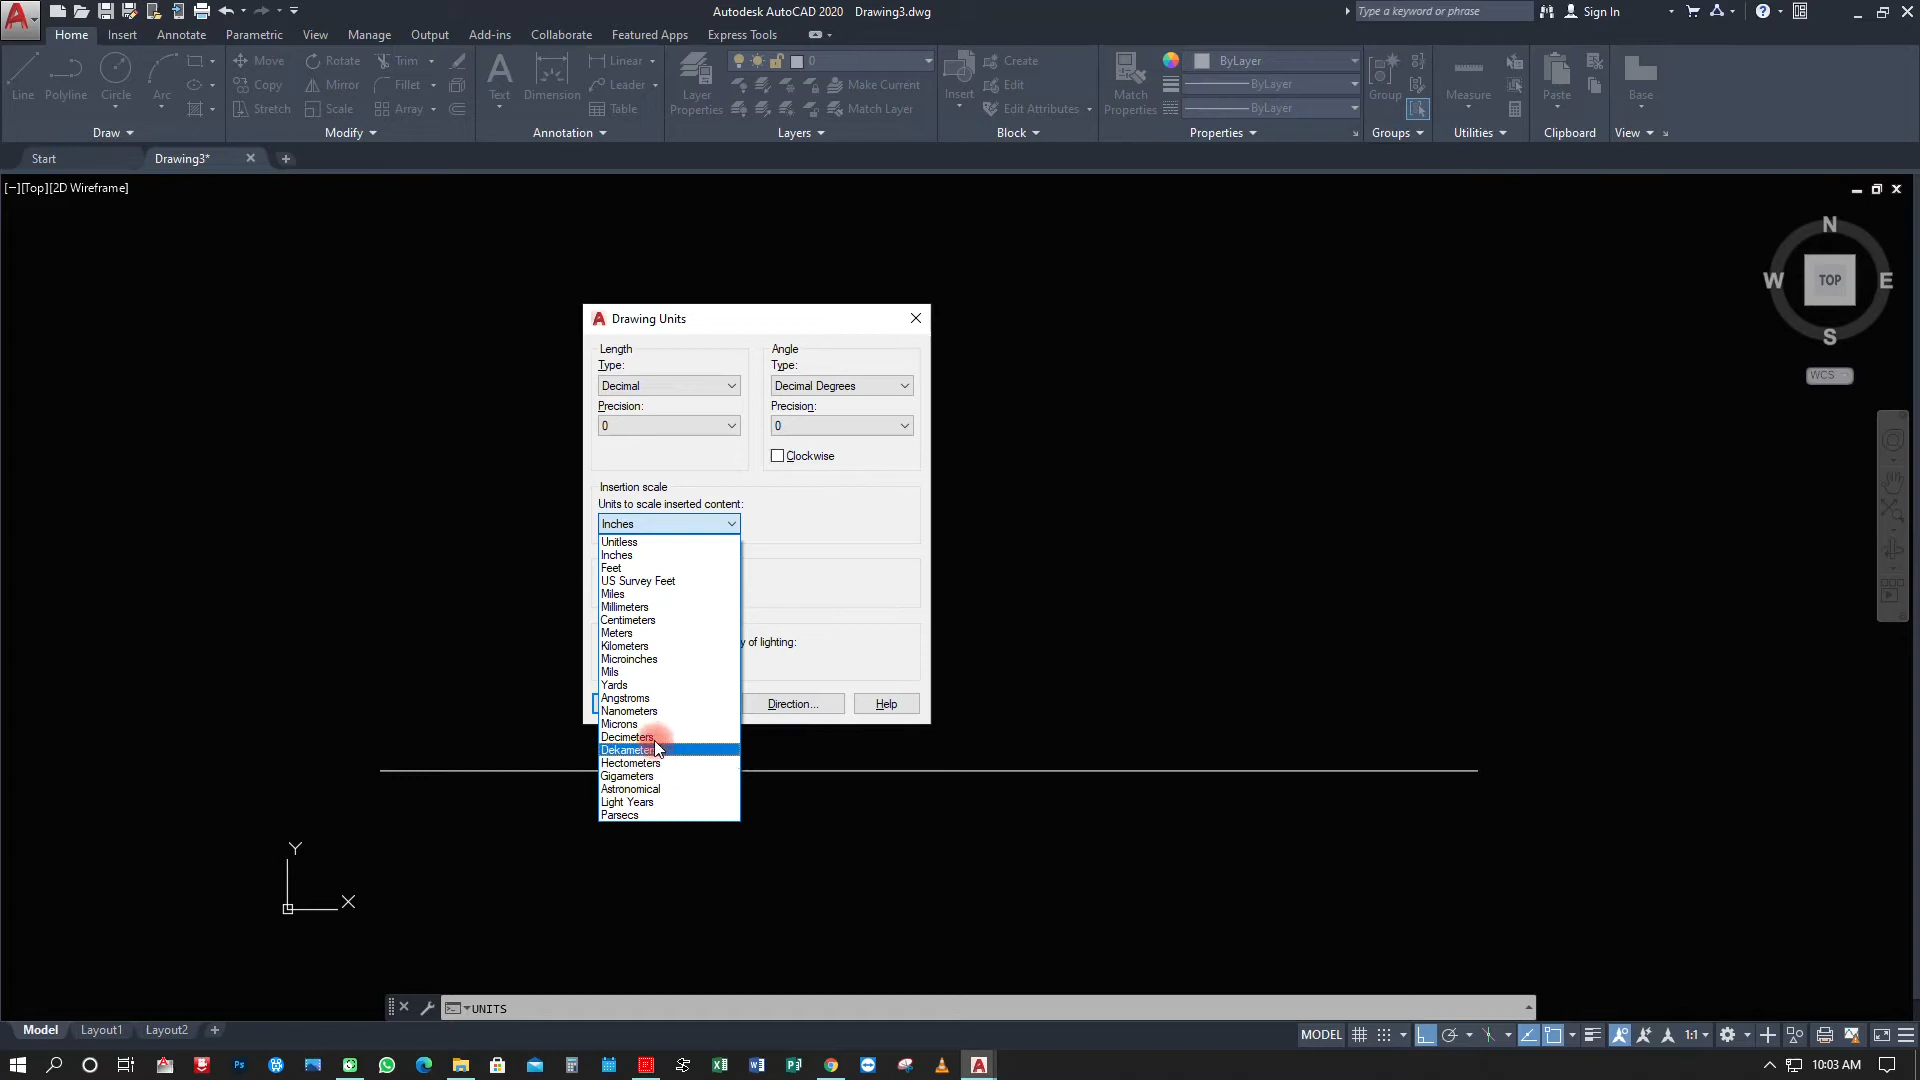 Autodesk AutoCAD 2020 Drawing3.dwg
Type a keyword or phrase
Sign In
Home Insert Annotate Parametric View Manage Output Add-ins Collaborate Featured Apps Express Tools
Line
Polyline
Circle
Arc
Move
Rotate
Trim
Copy
Mirror
Fillet
Stretch
Scale
Array
Text
Dimension
Linear
Leader
Table
Layer
Properties
0
Make Current
Match Layer
Insert
Create
Edit
Edit Attributes
Match
Properties
ByLayer
ByLayer
ByLayer
Group
Measure
Paste
Base
Draw Modify Annotation Layers Block Properties Groups Utilities Clipboard View
Start Drawing3*
[−][Top][2D Wireframe]
N
W TOP E
S
WCS
Drawing Units
Length
Type:
Decimal
Precision:
0
Angle
Type:
Decimal Degrees
Precision:
0
Clockwise
Insertion scale
Units to scale inserted content:
Inches
Unitless
Inches
Feet
US Survey Feet
Miles
Millimeters
Centimeters
Meters
Kilometers
Microinches
Mils
Yards
Angstroms
Nanometers
Microns
Decimeters
Hectometers
Gigameters
Astronomical
Light Years
Parsecs
y of lighting:
Direction... Help
Y
X
UNITS
Model Layout1 Layout2
MODEL 1:1
10:03 AM